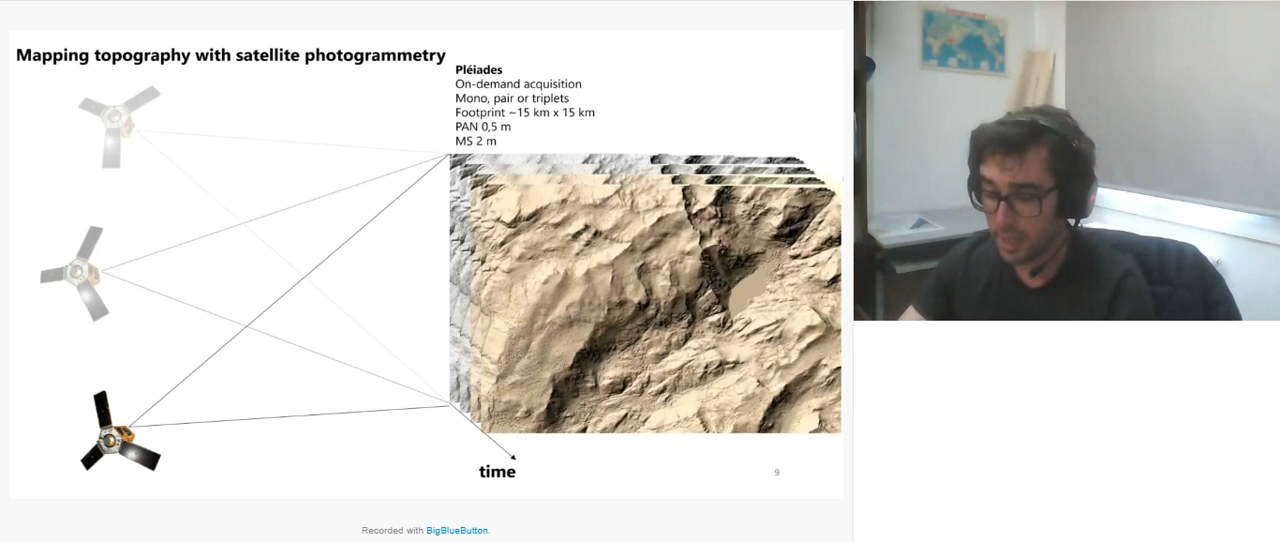 Mapping topography with satellite photogrammetry
Pléiades
On-demand acquisition
Mono, pair or triplets
Footprint ~15 km x 15 km
PAN 0,5 m
MS 2 m
time
9
Recorded with BigBlueButton.